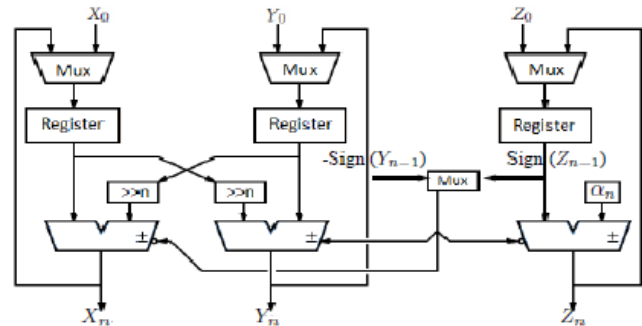 X₀ Y₀ Z₀
Mux Mux Mux
Register Register Register
-Sign (Yₙ₋₁) Sign (Zₙ₋₁)
Mux
>>n >>n αₙ
± ± ±
Xₙ Yₙ Zₙ